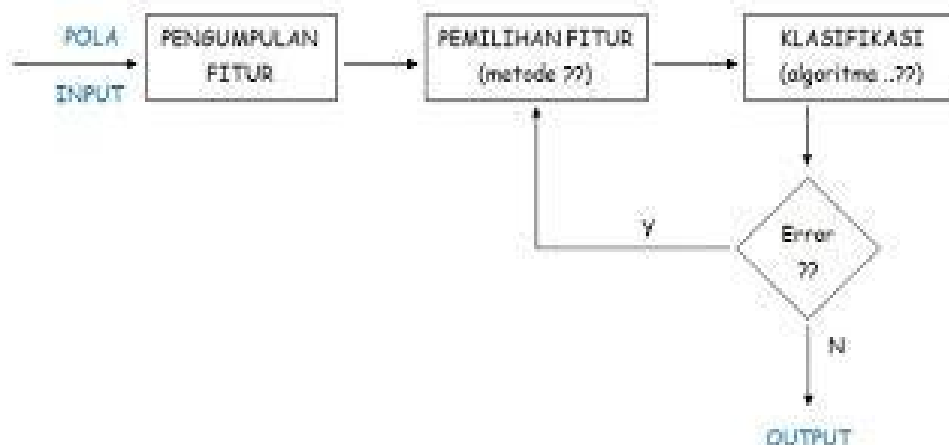 POLA
INPUT
PENGUMPULAN
FITUR
PEMILIHAN FITUR
(metode ??)
KLASIFIKASI
(algoritma...??)
Error
??
Y
N
OUTPUT